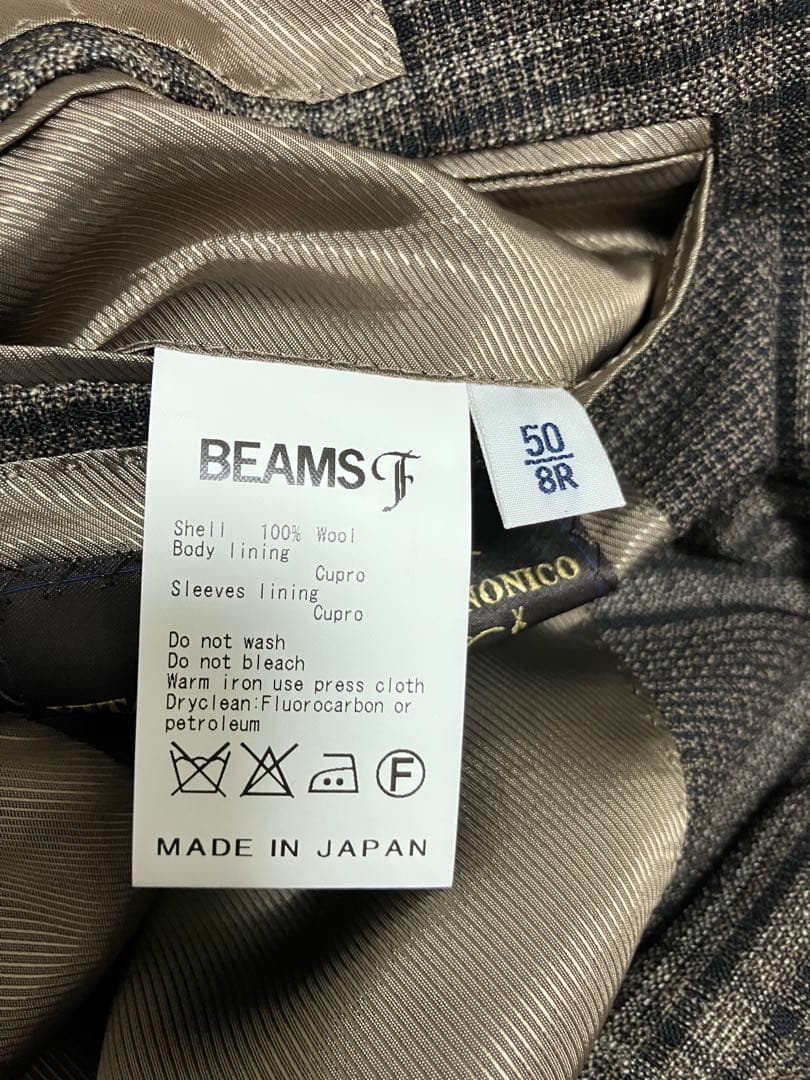 BEAMS F
50
8R
Shell 100% Wool
Body lining
Cupro
Sleeves lining
Cupro
Do not wash
Do not bleach
Warm iron use press cloth
Dryclean:Fluorocarbon or
petroleum
F
MADE IN JAPAN
NONICO